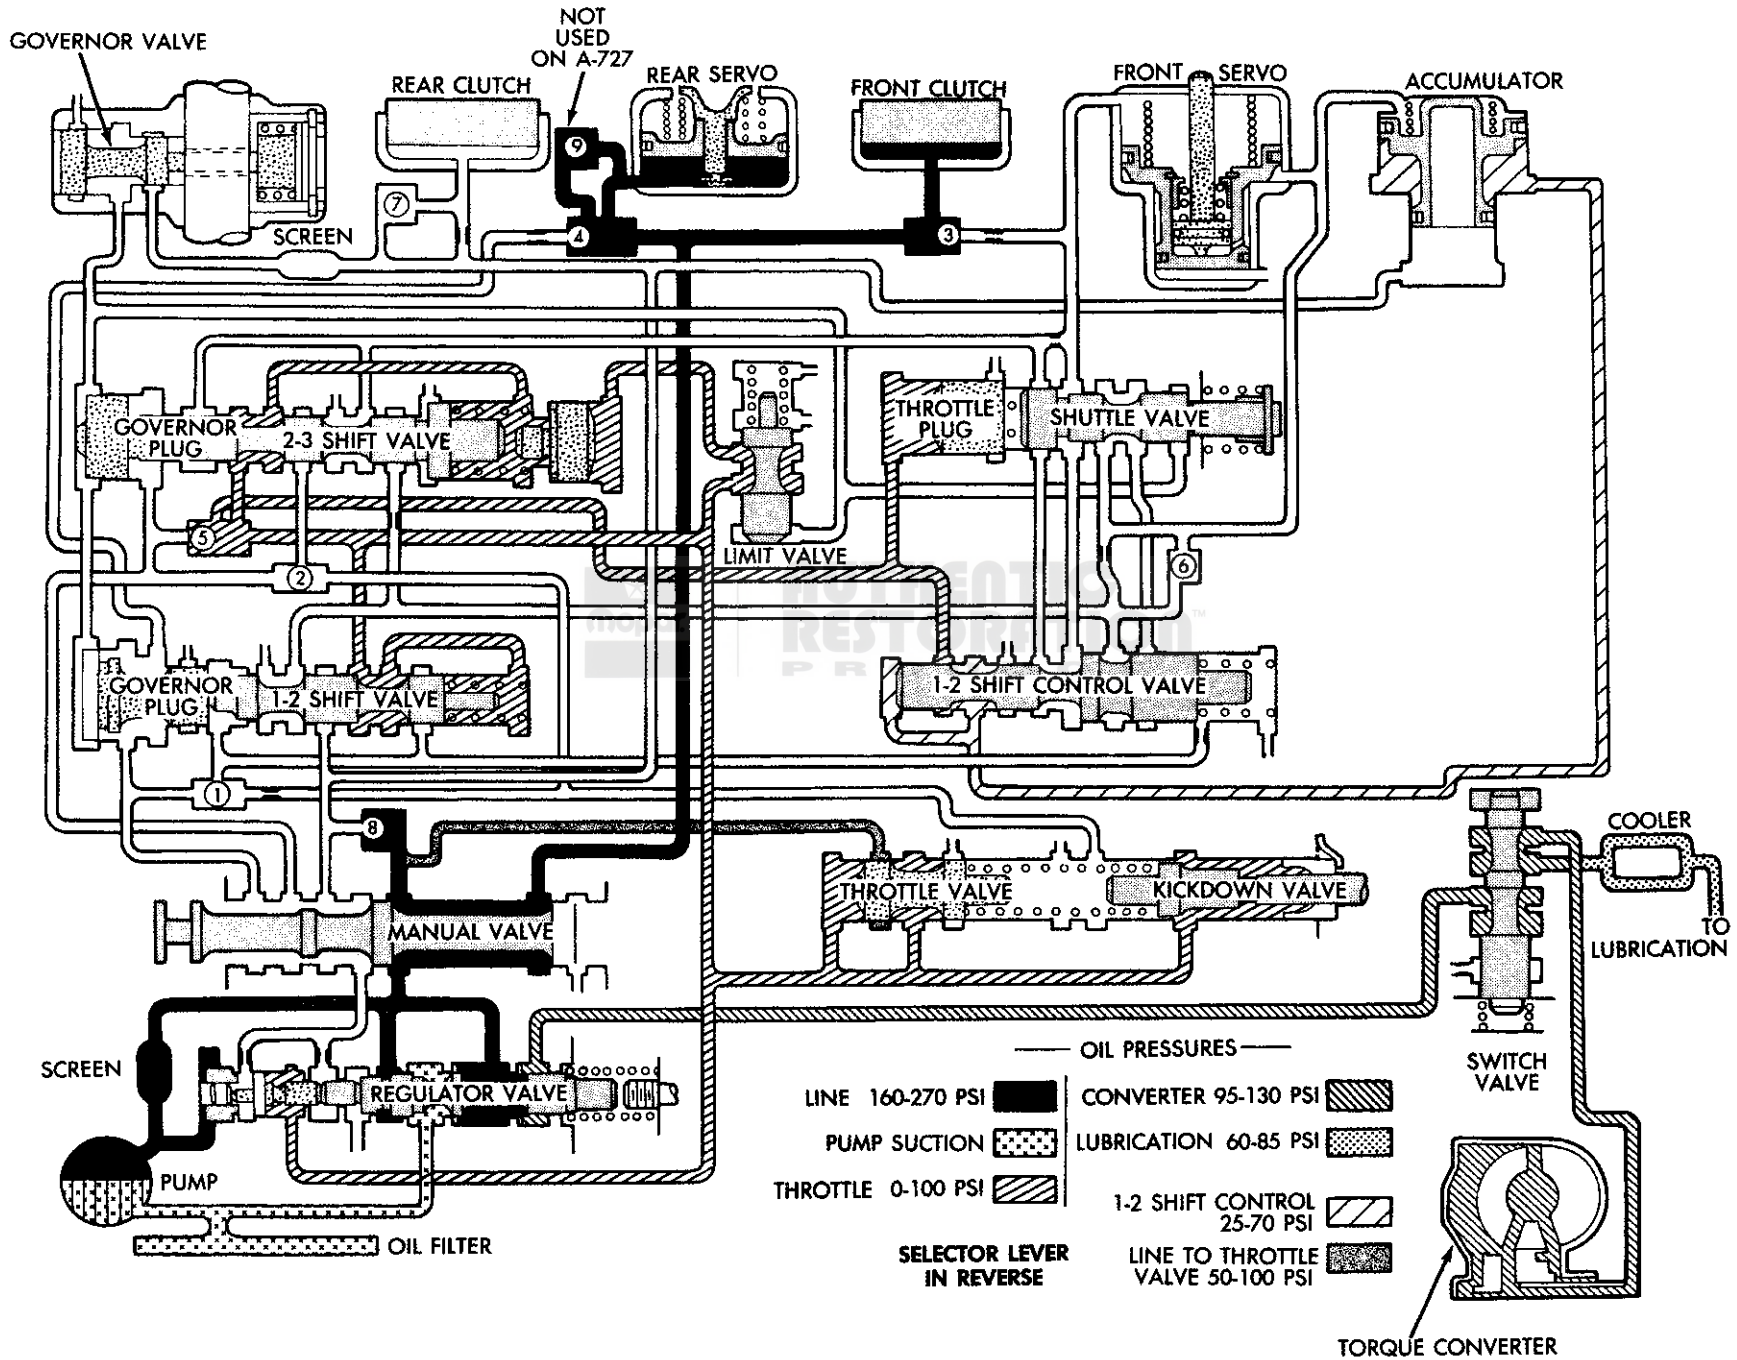 NOT
USED
ON A-727
GOVERNOR VALVE
REAR CLUTCH
REAR SERVO
FRONT CLUTCH
FRONT SERVO
ACCUMULATOR
9
7
4
3
SCREEN
GOVERNOR
PLUG
2-3 SHIFT VALVE
THROTTLE
PLUG
SHUTTLE VALVE
5
LIMIT VALVE
2
6
mopar
AUTHENTIC
RESTORATION™
PR
GOVERNOR
PLUG
1-2 SHIFT VALVE
1-2 SHIFT CONTROL VALVE
1
8
COOLER
THROTTLE VALVE
KICKDOWN VALVE
TO
LUBRICATION
MANUAL VALVE
SCREEN
REGULATOR VALVE
SWITCH
VALVE
OIL PRESSURES
LINE 160-270 PSI
CONVERTER 95-130 PSI
PUMP SUCTION
LUBRICATION 60-85 PSI
THROTTLE 0-100 PSI
1-2 SHIFT CONTROL
25-70 PSI
LINE TO THROTTLE
VALVE 50-100 PSI
PUMP
OIL FILTER
SELECTOR LEVER
IN REVERSE
TORQUE CONVERTER